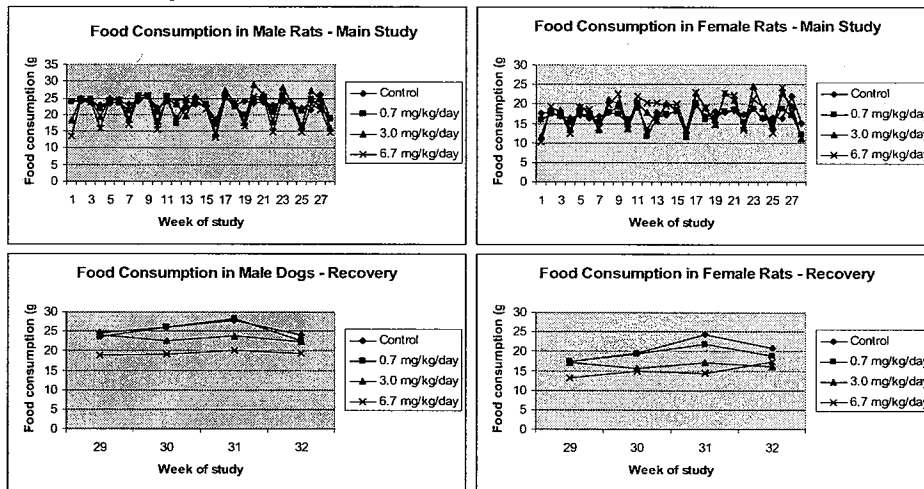 Food Consumption in Male Rats - Main Study
Food consumption (g
35
30
25
20
15
10
5
0
1 3 5 7 9 11 13 15 17 19 21 23 25 27
Week of study
Control
0.7 mg/kg/day
3.0 mg/kg/day
6.7 mg/kg/day
Food Consumption in Female Rats - Main Study
Food consumption (g
30
25
20
15
10
5
0
1 3 5 7 9 11 13 15 17 19 21 23 25 27
Week of study
Control
0.7 mg/kg/day
3.0 mg/kg/day
6.7 mg/kg/day
Food Consumption in Male Dogs - Recovery
Food consumption (g
30
25
20
15
10
5
0
29 30 31 32
Week of study
Control
0.7 mg/kg/day
3.0 mg/kg/day
6.7 mg/kg/day
Food Consumption in Female Rats - Recovery
Food consumption (g
30
25
20
15
10
5
0
29 30 31 32
Week of study
Control
0.7 mg/kg/day
3.0 mg/kg/day
6.7 mg/kg/day